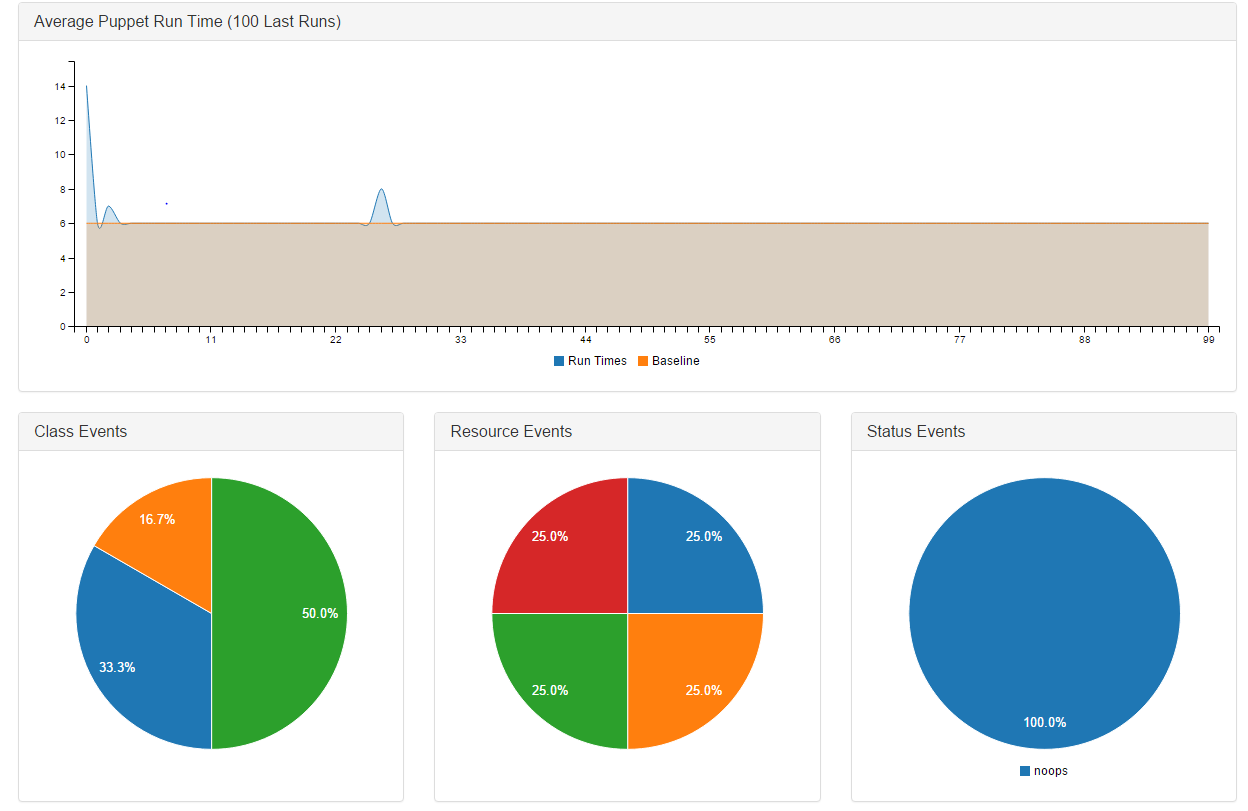 Average Puppet Run Time (100 Last Runs)
14
12
10
8
6
4
2
0
0 11 22 33 44 55 66 77 88 99
Run Times Baseline
Class Events
16.7%
50.0%
33.3%
Resource Events
25.0% 25.0%
25.0% 25.0%
Status Events
100.0%
noops